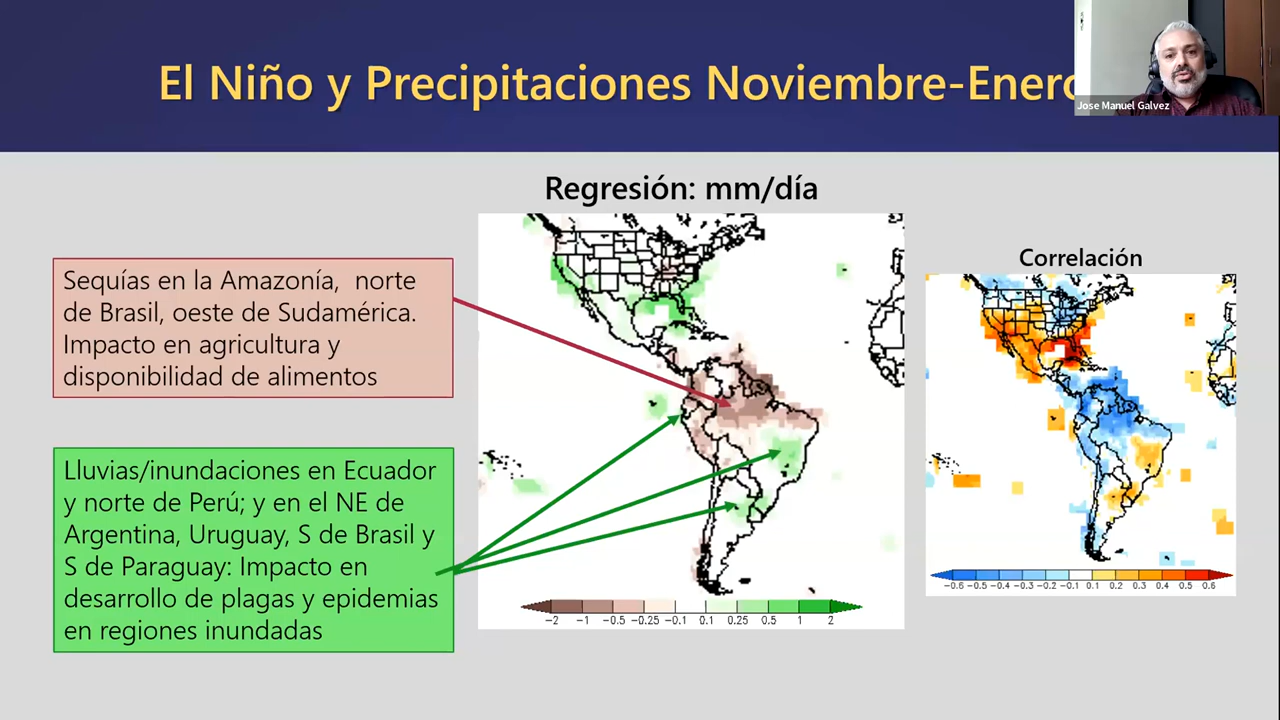 El Niño y Precipitaciones Noviembre-Enero
Jose Manuel Galvez
Regresión: mm/día
Correlación
Sequías en la Amazonía, norte
de Brasil, oeste de Sudamérica.
Impacto en agricultura y
disponibilidad de alimentos
Lluvias/inundaciones en Ecuador
y norte de Perú; y en el NE de
Argentina, Uruguay, S de Brasil y
S de Paraguay: Impacto en
desarrollo de plagas y epidemias
en regiones inundadas
-2 -1 -0.5 -0.25 -0.1 0.1 0.25 0.5 1 2
-0.6 -0.5 -0.4 -0.3 -0.2 -0.1 0.1 0.2 0.3 0.4 0.5 0.6